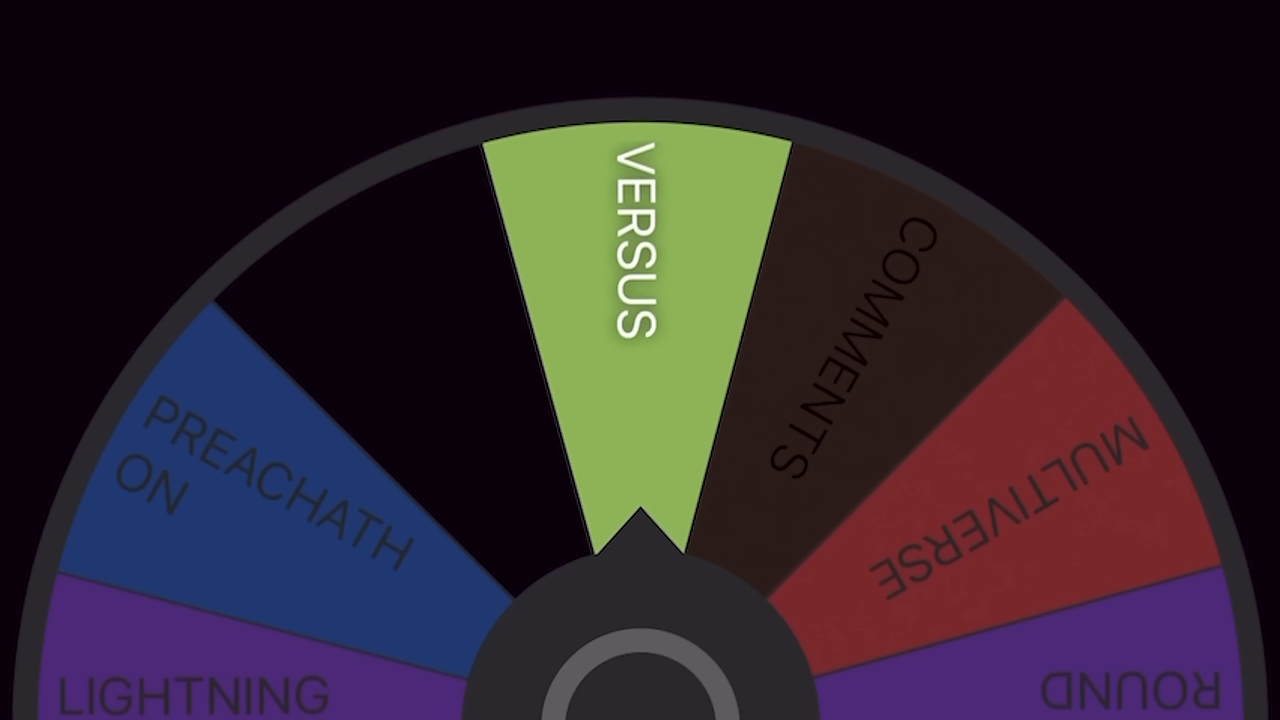 VERSUS
COMMENTS
PREACHATH
ON
MULTIVERSE
LIGHTNING
ROUND